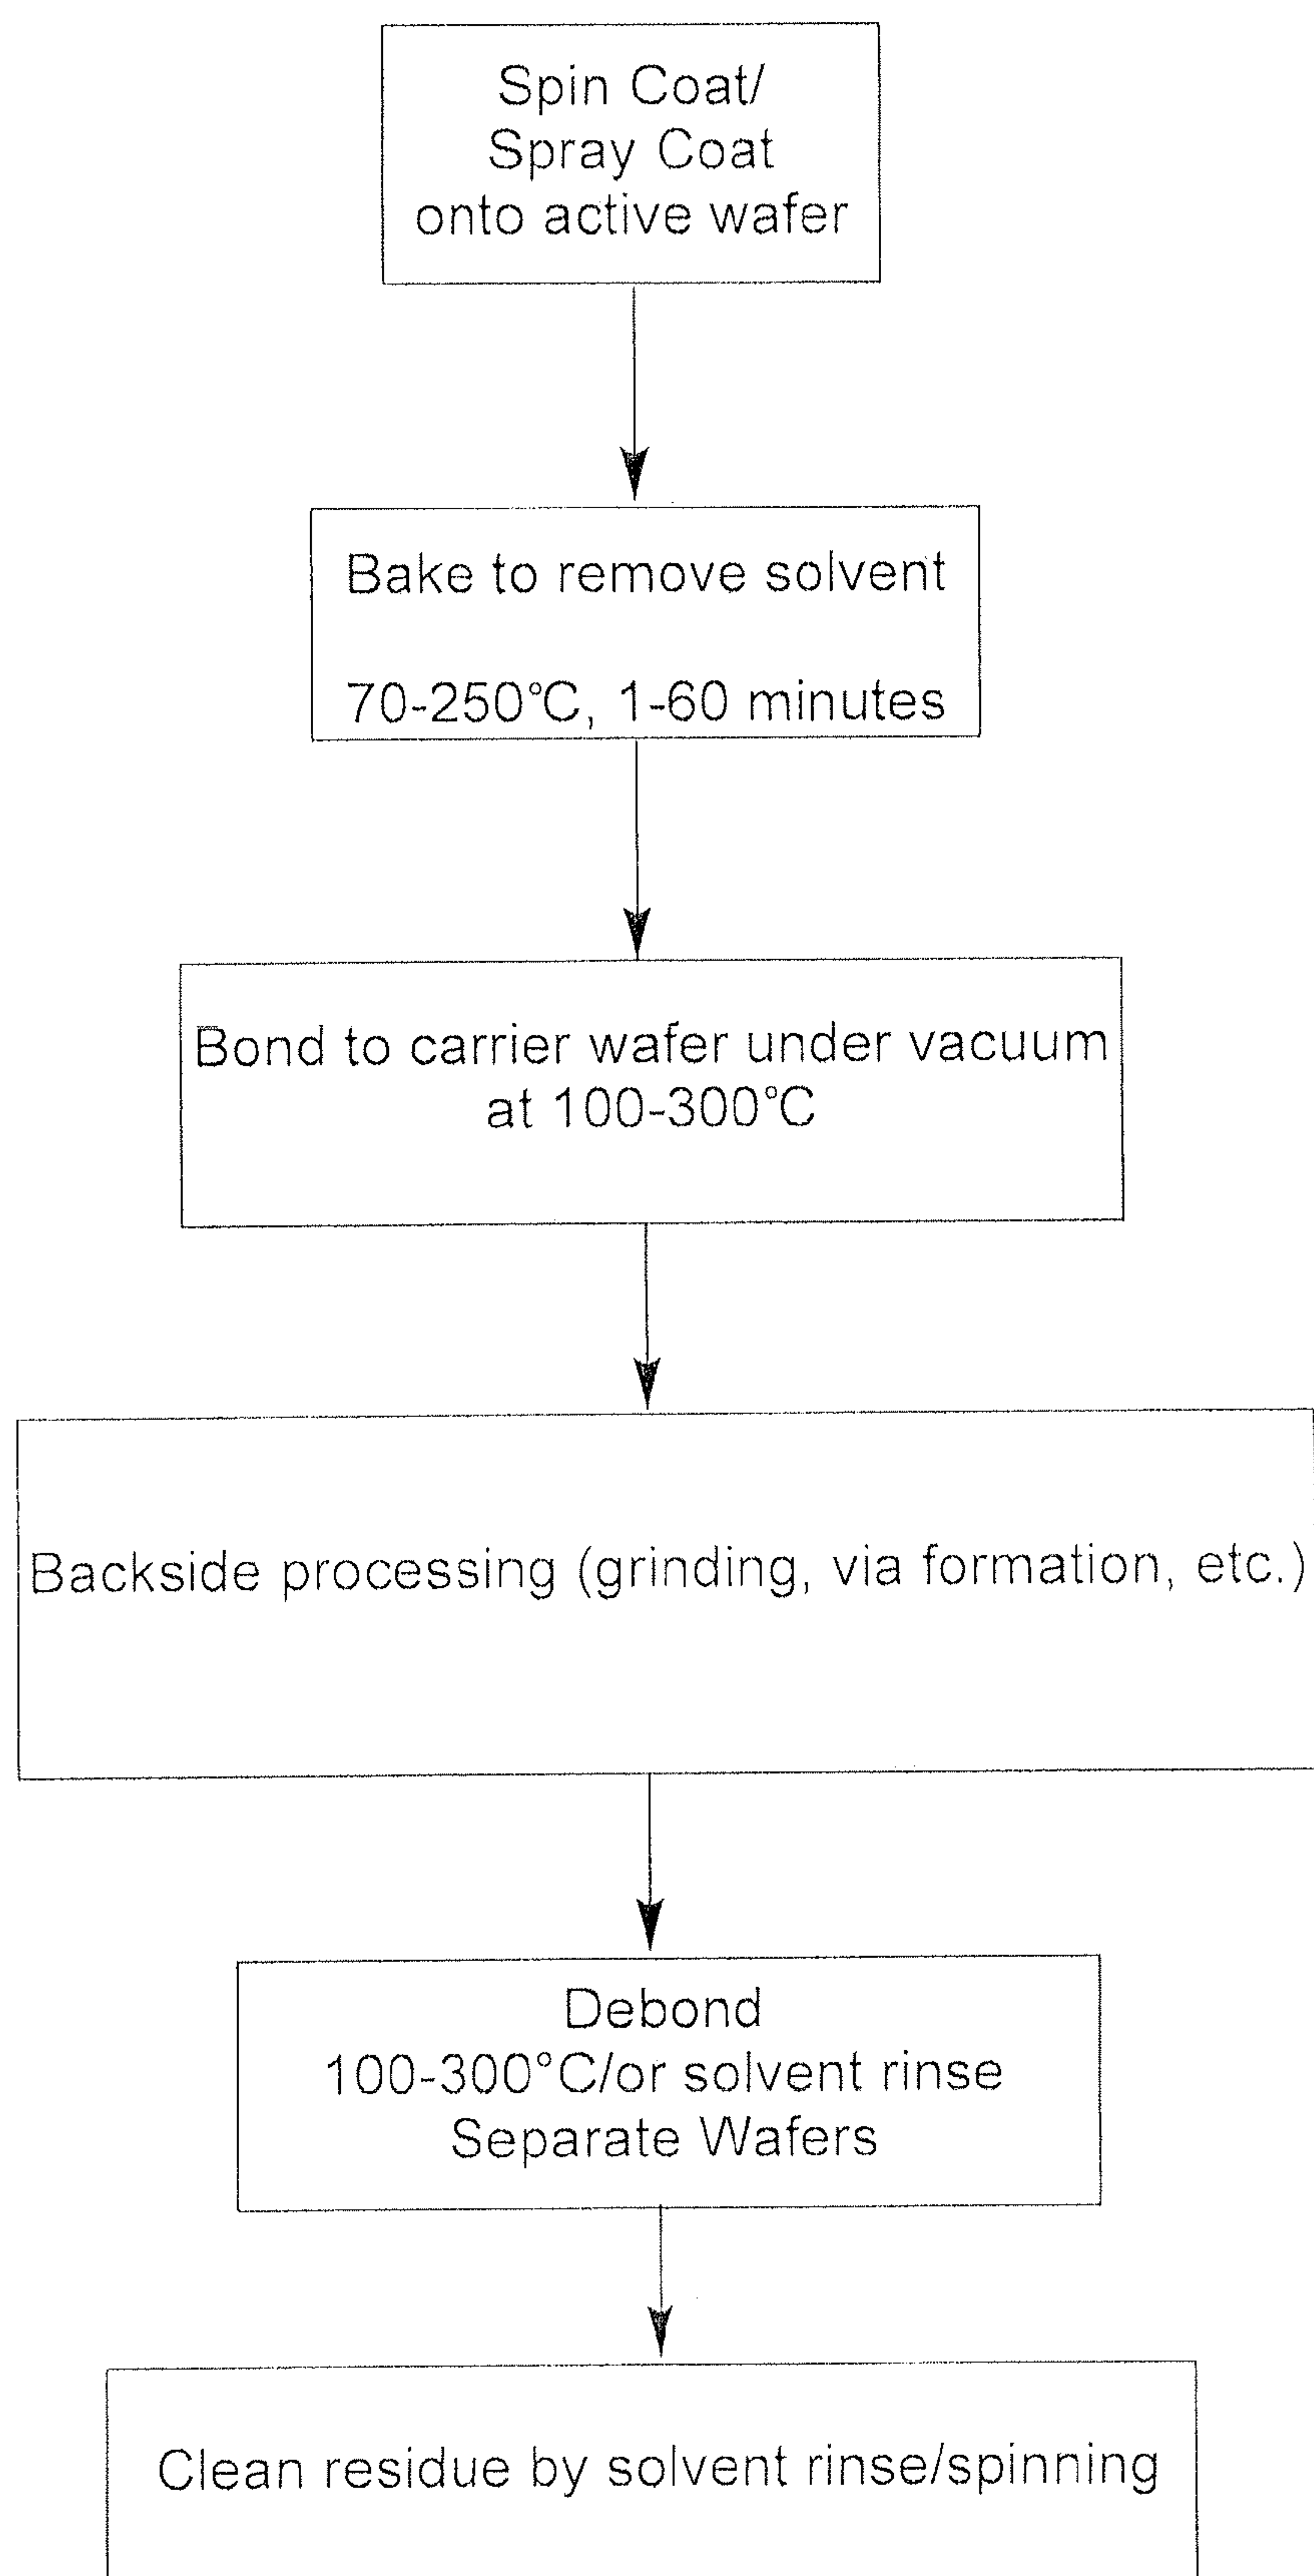 Spin Coat/
Spray Coat
onto active wafer
Bake to remove solvent
70-250°C, 1-60 minutes
Bond to carrier wafer under vacuum
at 100-300°C
Backside processing (grinding, via formation, etc.)
Debond
100-300°C/or solvent rinse
Separate Wafers
Clean residue by solvent rinse/spinning